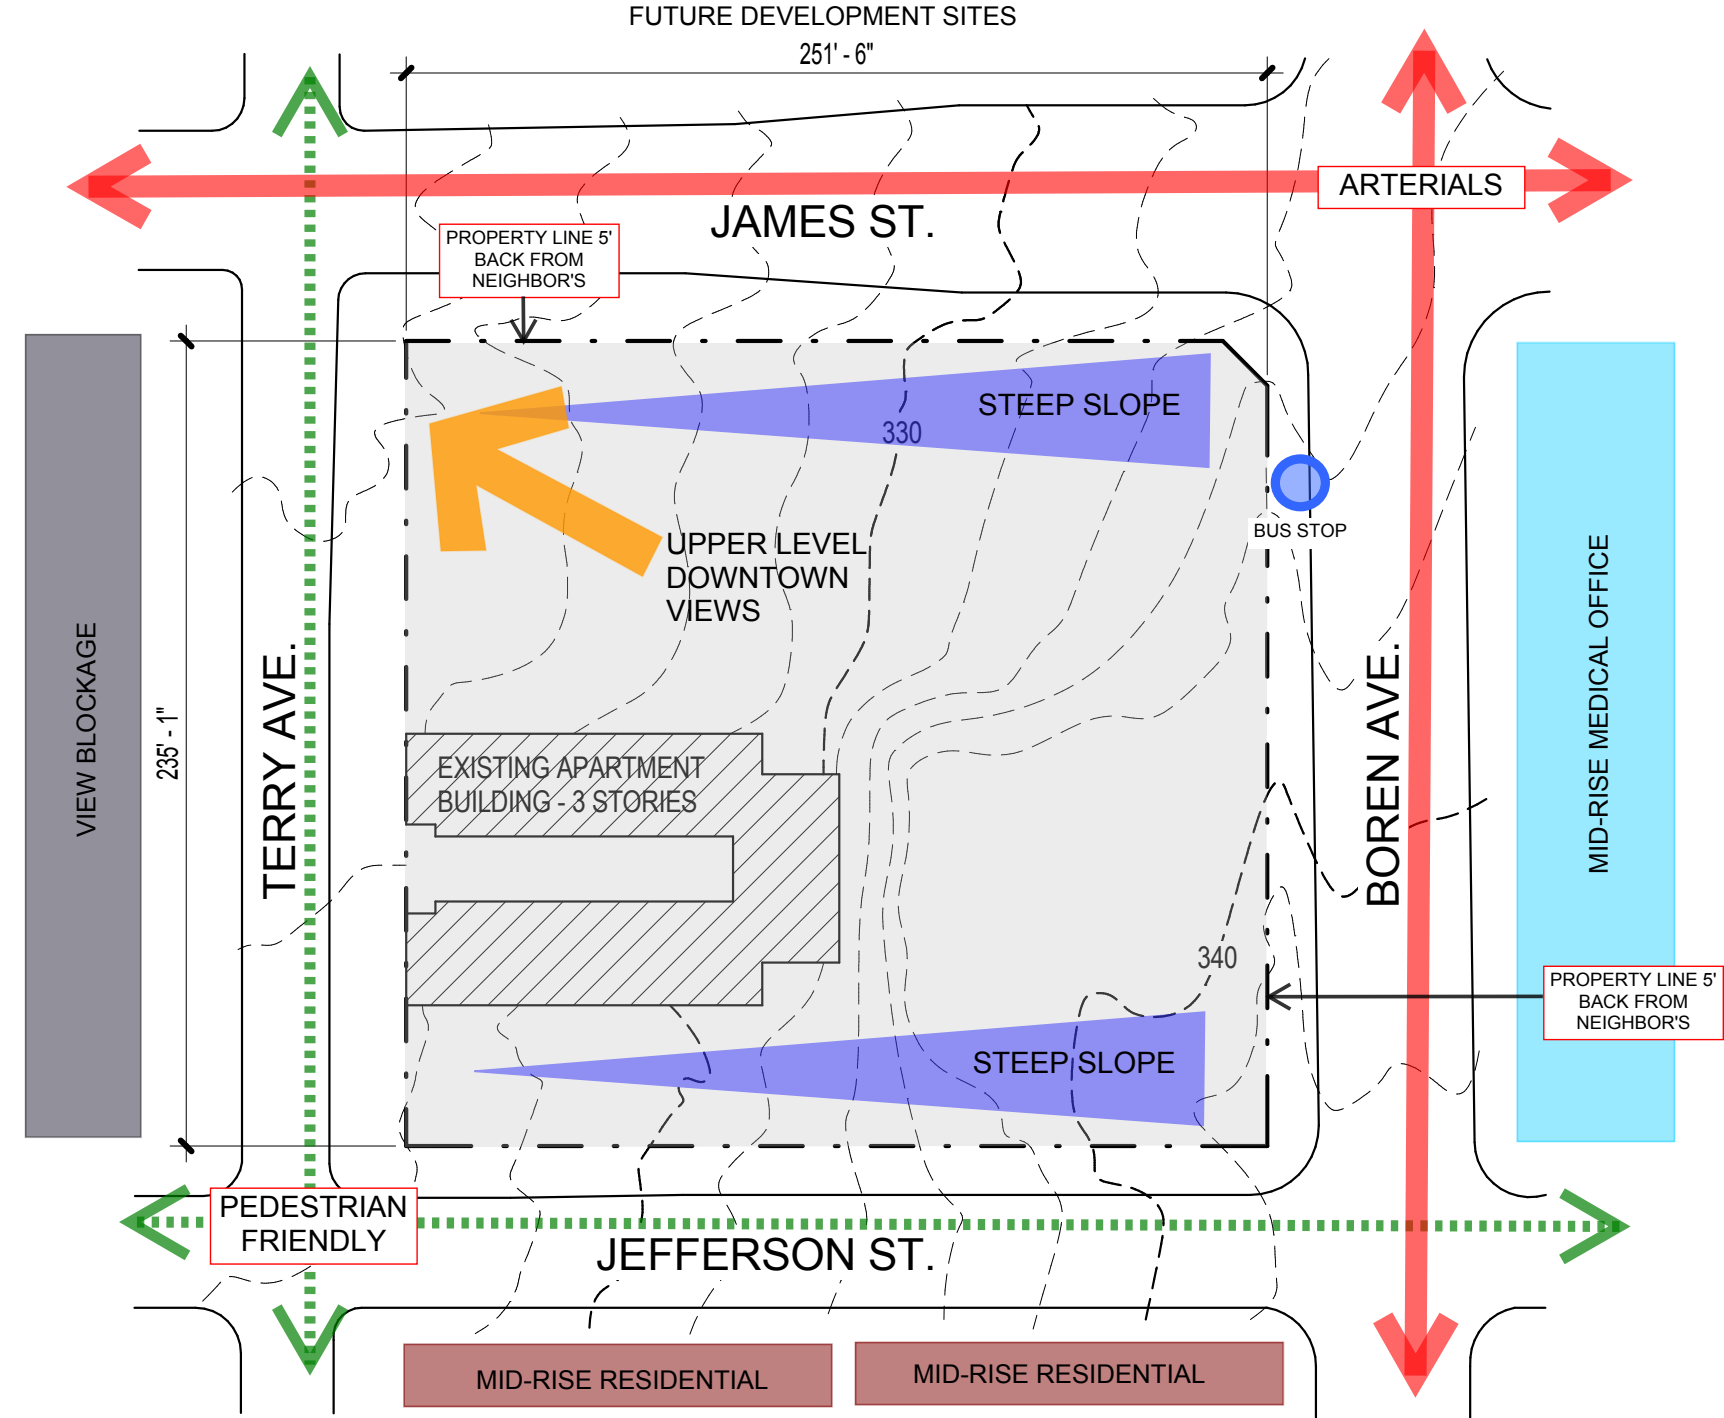 FUTURE DEVELOPMENT SITES
251' - 6"
ARTERIALS
JAMES ST.
PROPERTY LINE 5'
BACK FROM
NEIGHBOR'S
STEEP SLOPE
330
BUS STOP
UPPER LEVEL
DOWNTOWN
VIEWS
VIEW BLOCKAGE
235' - 1"
TERRY AVE.
EXISTING APARTMENT
BUILDING - 3 STORIES
BOREN AVE.
MID-RISE MEDICAL OFFICE
340
PROPERTY LINE 5'
BACK FROM
NEIGHBOR'S
STEEP SLOPE
PEDESTRIAN
FRIENDLY
JEFFERSON ST.
MID-RISE RESIDENTIAL
MID-RISE RESIDENTIAL